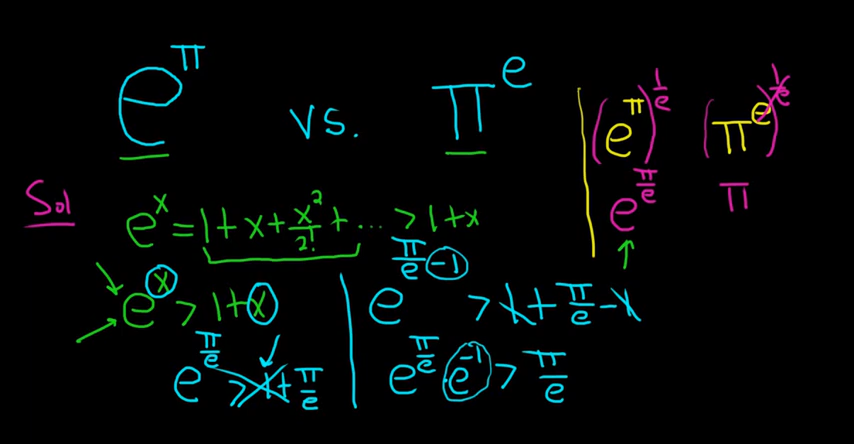 e^π vs. π^e
(e^π)^{1/e} (π^e)^{1/e}
e^{π/e} π
Sol
e^x = 1 + x + x²/2! + ... > 1 + x
e^x > 1 + x
e^{π/e} > 1 + π/e
e^{π/e - 1} > 1 + π/e - 1
e^{π/e} · e^{-1} > π/e